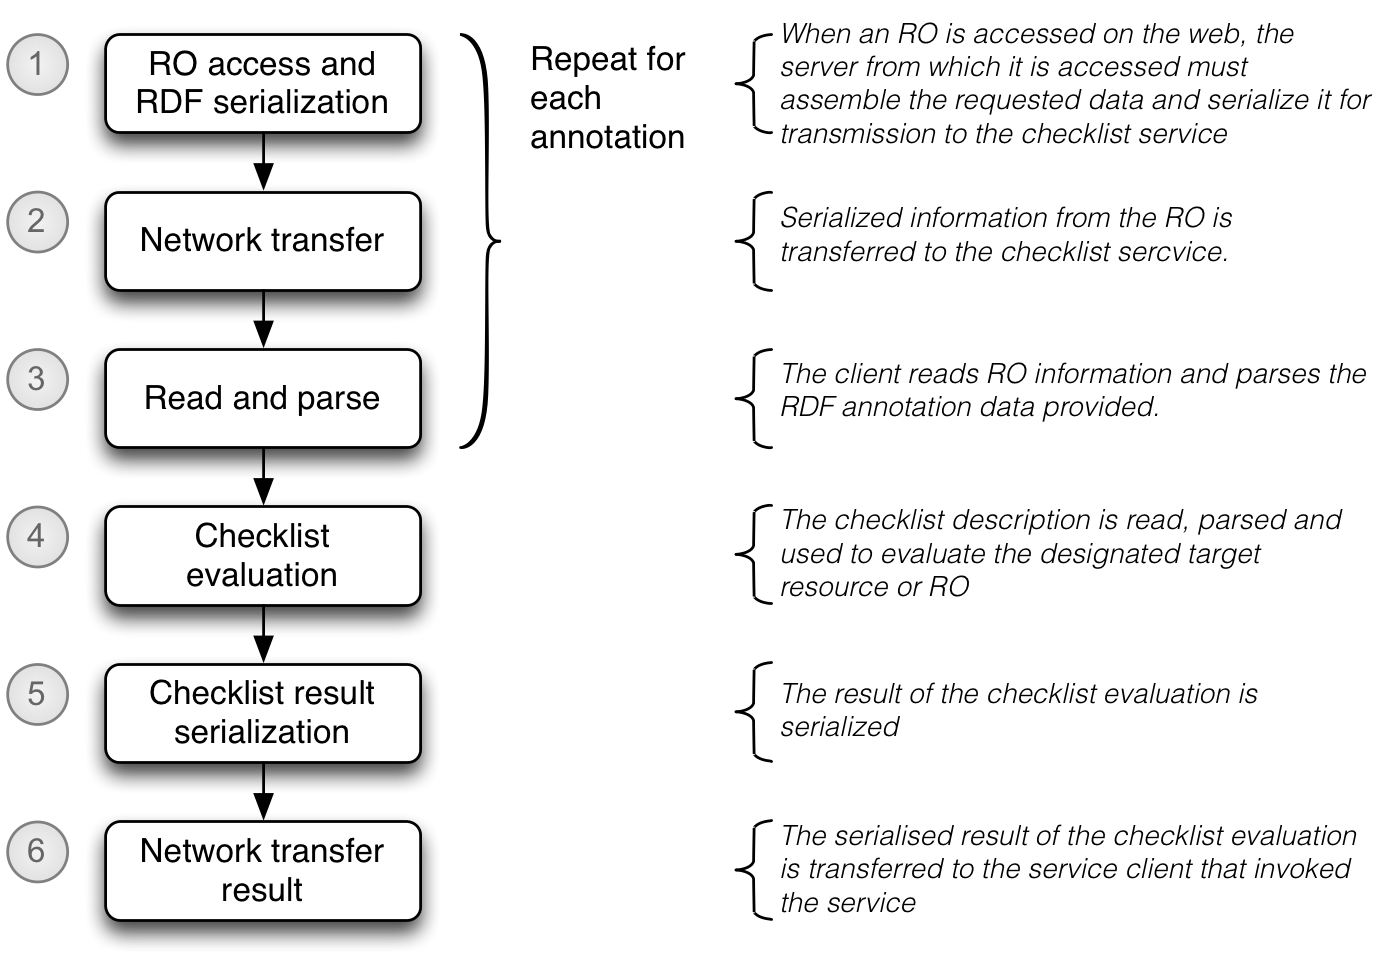 1
RO access and
RDF serialization
Repeat for
each
annotation
When an RO is accessed on the web, the
server from which it is accessed must
assemble the requested data and serialize it for
transmission to the checklist service
2
Network transfer
Serialized information from the RO is
transferred to the checklist sercvice.
3
Read and parse
The client reads RO information and parses the
RDF annotation data provided.
4
Checklist
evaluation
The checklist description is read, parsed and
used to evaluate the designated target
resource or RO
5
Checklist result
serialization
The result of the checklist evaluation is
serialized
6
Network transfer
result
The serialised result of the checklist evaluation
is transferred to the service client that invoked
the service